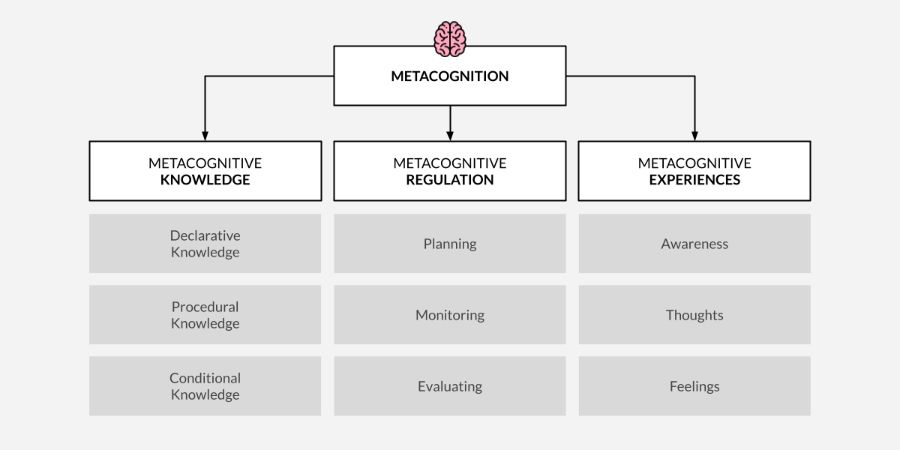 METACOGNITION
METACOGNITIVE
KNOWLEDGE
METACOGNITIVE
REGULATION
METACOGNITIVE
EXPERIENCES
Declarative
Knowledge
Planning
Awareness
Procedural
Knowledge
Monitoring
Thoughts
Conditional
Knowledge
Evaluating
Feelings